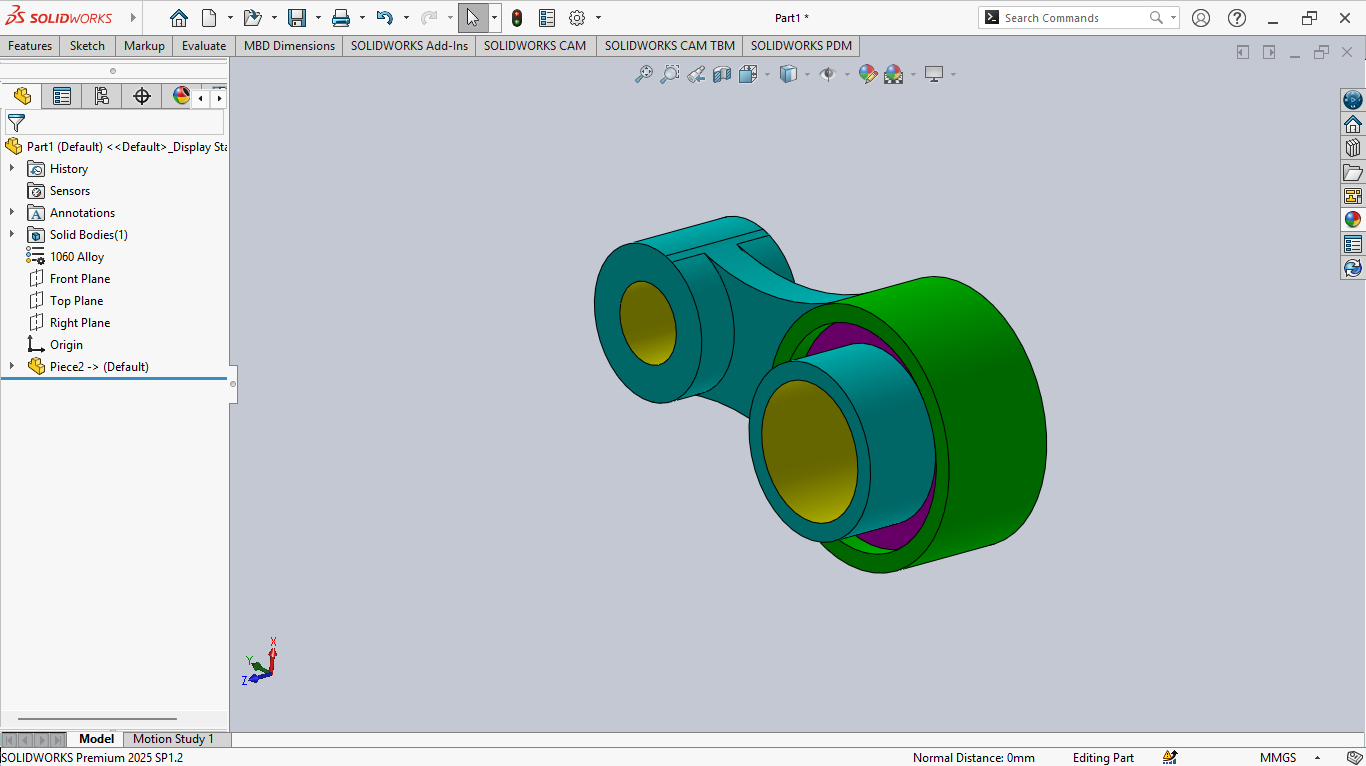 SOLIDWORKS
Part1 *
Search Commands
Features
Sketch
Markup
Evaluate
MBD Dimensions
SOLIDWORKS Add-Ins
SOLIDWORKS CAM
SOLIDWORKS CAM TBM
SOLIDWORKS PDM
Part1 (Default) <<Default>_Display Sta
History
Sensors
Annotations
Solid Bodies(1)
1060 Alloy
Front Plane
Top Plane
Right Plane
Origin
Piece2 -> (Default)
X
Y
Z
Model
Motion Study 1
SOLIDWORKS Premium 2025 SP1.2
Normal Distance: 0mm
Editing Part
MMGS